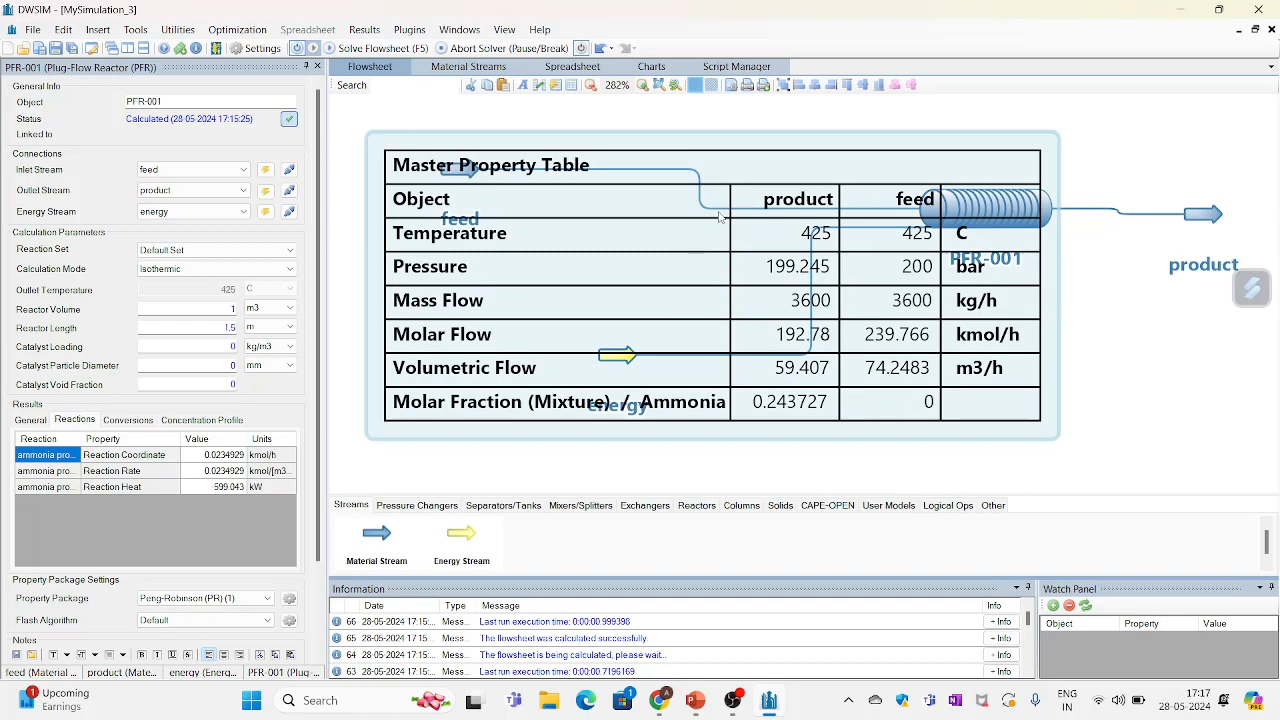 DWSIM - [MySimulation_3]
File Edit Insert Tools Utilities Optimization Spreadsheet Results Plugins Windows View Help
Settings Solve Flowsheet (F5) Abort Solver (Pause/Break)
PFR-001 (Plug-Flow Reactor (PFR))
General Info
Object PFR-001
Status Calculated (28-05-2024 17:15:25)
Linked to
Connections
Inlet Stream feed
Outlet Stream product
Energy Stream energy
Calculation Parameters
Reaction Set Default Set
Calculation Mode Isothermic
Outlet Temperature 425 C
Reactor Volume 1 m3
Reactor Length 1.5 m
Catalyst Loading 0 kg/m3
Catalyst Particle Diameter 0 mm
Catalyst Void Fraction 0
Results
General Reactions Conversions Concentration Profile
Reaction Property Value Units
ammonia pro... Reaction Coordinate 0.0234929 kmol/h
ammonia pro... Reaction Rate 0.0234929 kmol/[m3...
ammonia pro... Reaction Heat -599.043 kW
Property Package Settings
Property Package Peng-Robinson (PR) (1)
Flash Algorithm Default
Notes
feed (Material product (Mate... energy (Energ... PFR-001 (Plug-...
Flowsheet Material Streams Spreadsheet Charts Script Manager
Search 282%
Master Property Table
Object product feed
Temperature 425 425 C
Pressure 199.245 200 bar
Mass Flow 3600 3600 kg/h
Molar Flow 192.78 239.766 kmol/h
Volumetric Flow 59.407 74.2483 m3/h
Molar Fraction (Mixture) / Ammonia 0.243727 0
feed
PFR-001
product
energy
Streams Pressure Changers Separators/Tanks Mixers/Splitters Exchangers Reactors Columns Solids CAPE-OPEN User Models Logical Ops Other
Material Stream Energy Stream
Information
Date Type Message Info
66 28-05-2024 17:15:... Mess... Last run execution time: 0:00:00.999398 + Info
65 28-05-2024 17:15:... Mess... The flowsheet was calculated successfully. + Info
64 28-05-2024 17:15:... Mess... The flowsheet is being calculated, please wait... + Info
63 28-05-2024 17:15:... Mess... Last run execution time: 0:00:00.7196169 + Info
Watch Panel
Object Property Value
1 Upcoming
Earnings
Search
ENG
IN
17:17
28-05-2024